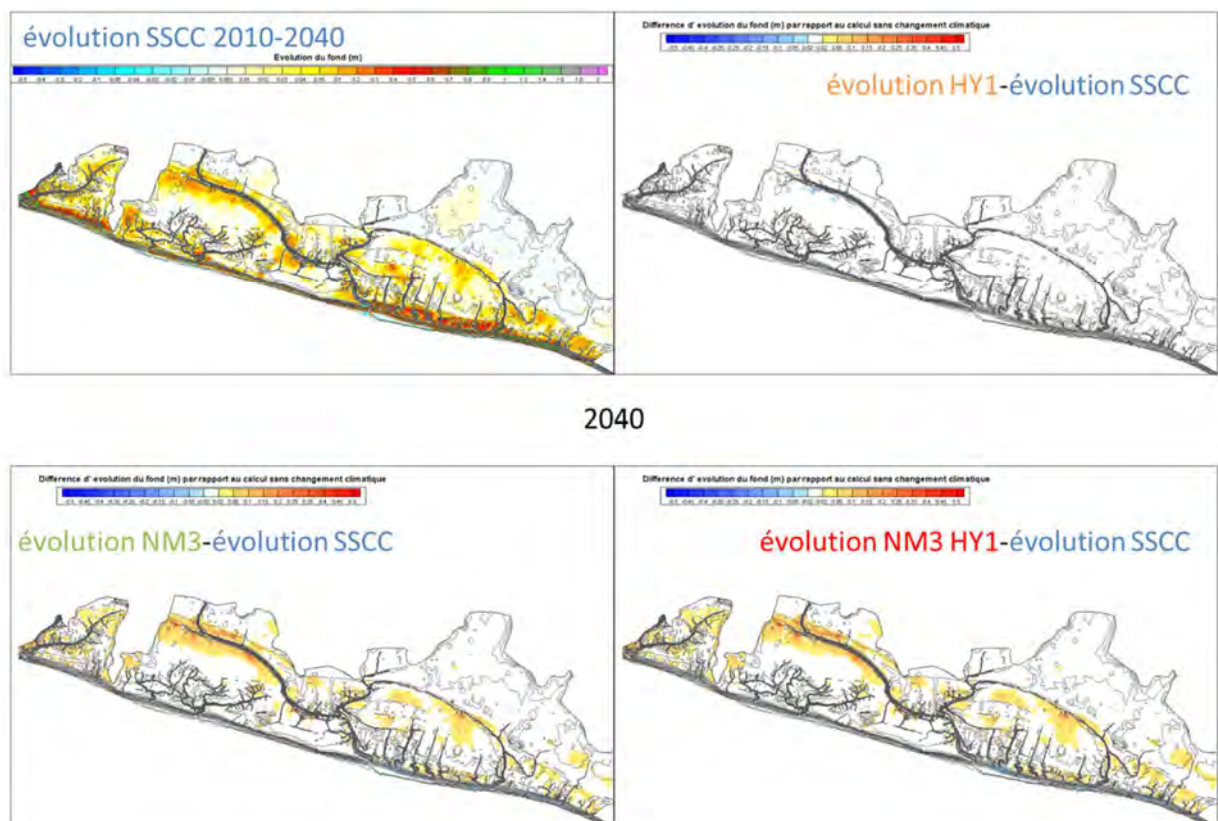 évolution SSCC 2010-2040
Evolution du fond (m)
Difference d' evolution du fond (m) par rapport au calcul sans changement climatique
évolution HY1-évolution SSCC
2040
Difference d' evolution du fond (m) par rapport au calcul sans changement climatique
évolution NM3-évolution SSCC
Difference d' evolution du fond (m) par rapport au calcul sans changement climatique
évolution NM3 HY1-évolution SSCC